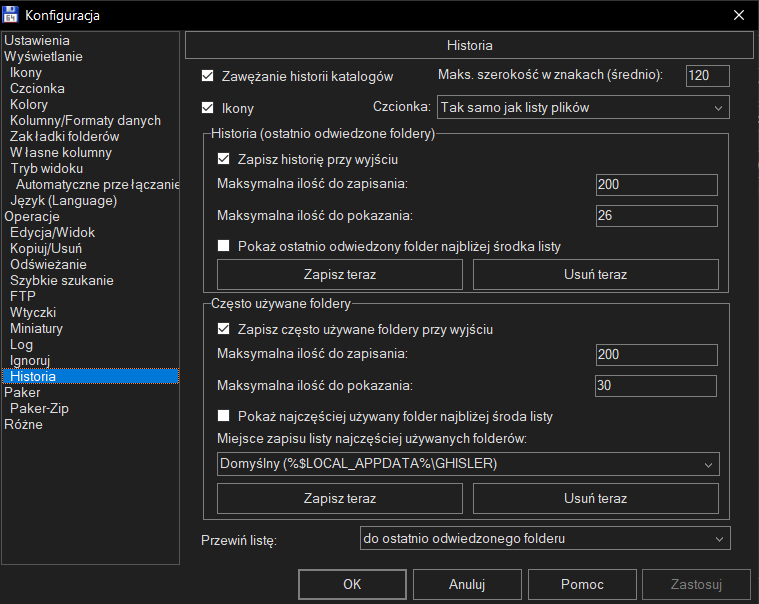 64
Konfiguracja
Ustawienia
Wyświetlanie
Ikony
Czcionka
Kolory
Kolumny/Formaty danych
Zakładki folderów
Własne kolumny
Tryb widoku
Automatyczne przełączanie
Język (Language)
Operacje
Edycja/Widok
Kopiuj/Usuń
Odświeżanie
Szybkie szukanie
FTP
Wtyczki
Miniatury
Log
Ignoruj
Historia
Paker
Paker-Zip
Różne
Historia
Zawężanie historii katalogów
Maks. szerokość w znakach (średnio): 120
Ikony
Czcionka: Tak samo jak listy plików
Historia (ostatnio odwiedzone foldery)
Zapisz historię przy wyjściu
Maksymalna ilość do zapisania: 200
Maksymalna ilość do pokazania: 26
Pokaż ostatnio odwiedzony folder najbliżej środka listy
Zapisz teraz
Usuń teraz
Często używane foldery
Zapisz często używane foldery przy wyjściu
Maksymalna ilość do zapisania: 200
Maksymalna ilość do pokazania: 30
Pokaż najczęściej używany folder najbliżej środa listy
Miejsce zapisu listy najczęściej używanych folderów:
Domyślny (%$LOCAL_APPDATA%\GHISLER)
Zapisz teraz
Usuń teraz
Przewiń listę: do ostatnio odwiedzonego folderu
OK
Anuluj
Pomoc
Zastosuj